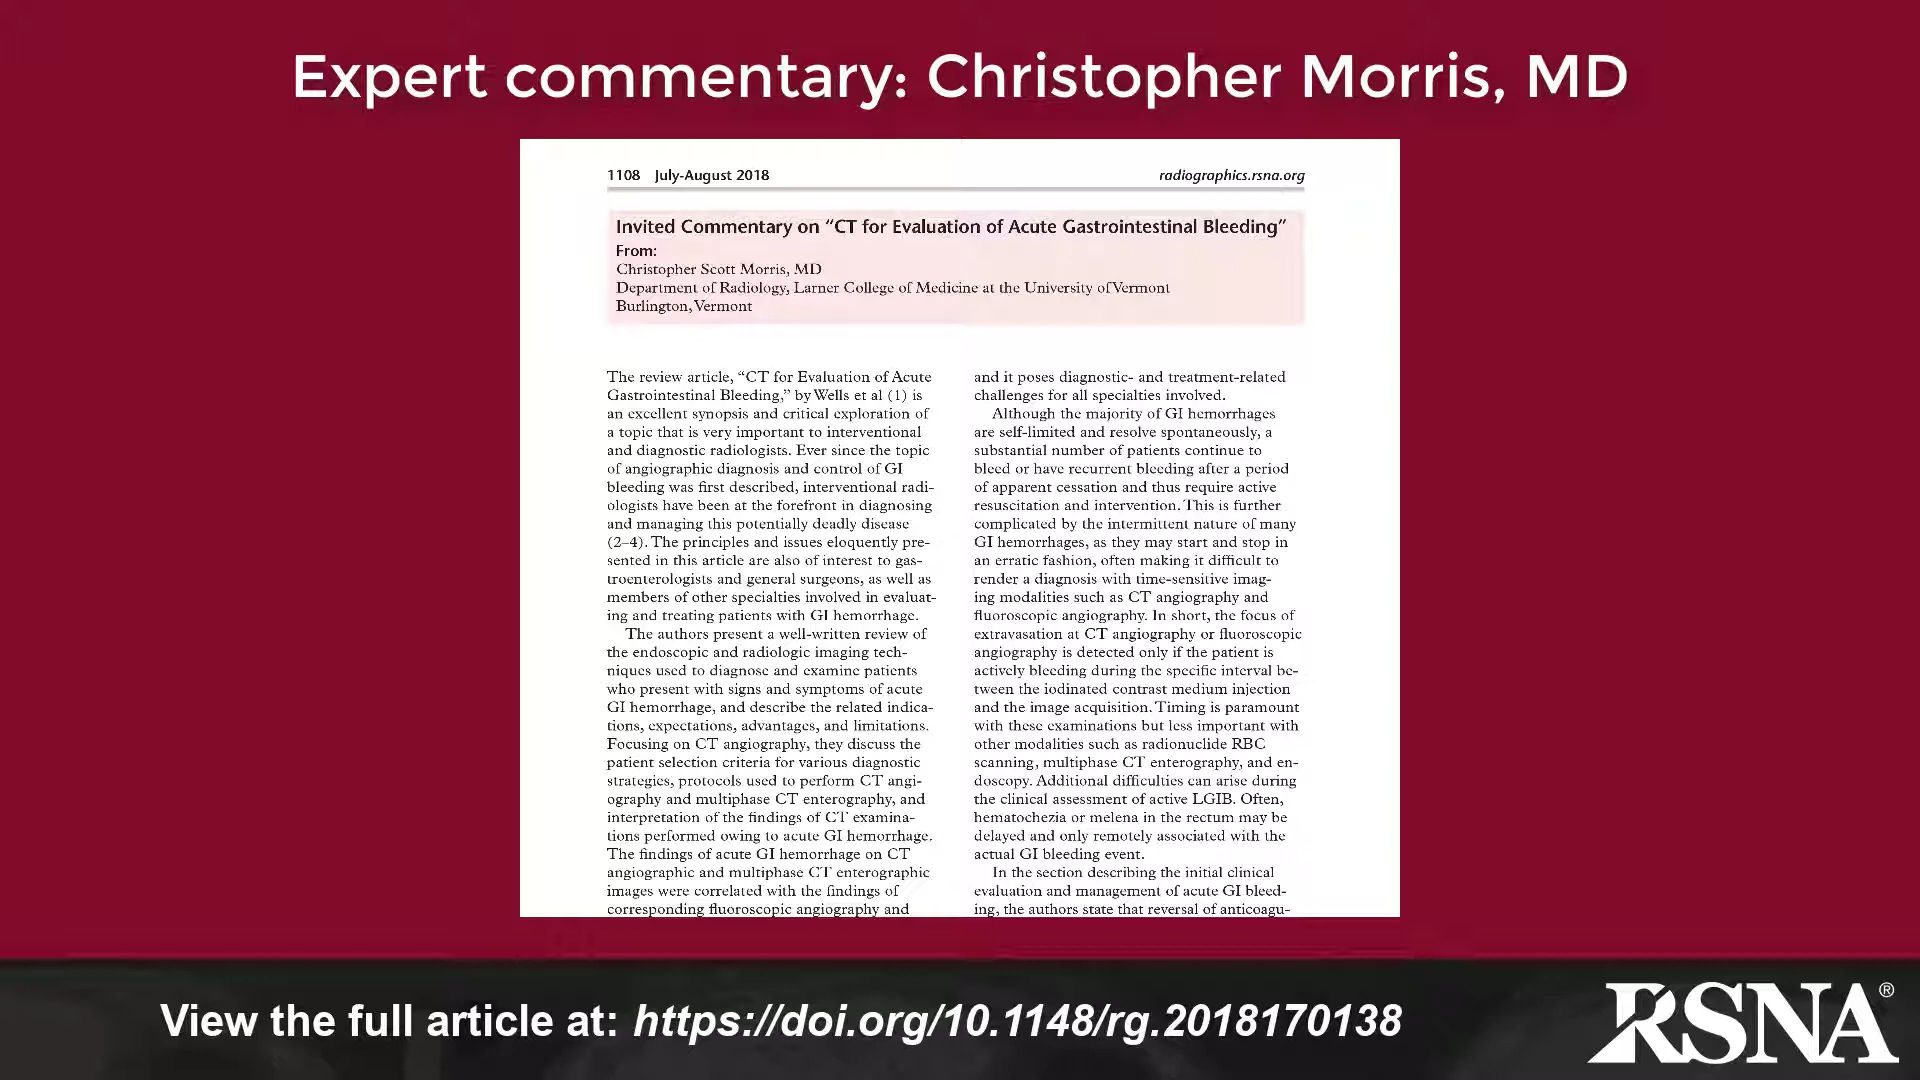 Expert commentary: Christopher Morris, MD
1108 July-August 2018
radiographics.rsna.org
Invited Commentary on “CT for Evaluation of Acute Gastrointestinal Bleeding”
From:
Christopher Scott Morris, MD
Department of Radiology, Larner College of Medicine at the University of Vermont
Burlington, Vermont
The review article, “CT for Evaluation of Acute
Gastrointestinal Bleeding,” by Wells et al (1) is
an excellent synopsis and critical exploration of
a topic that is very important to interventional
and diagnostic radiologists. Ever since the topic
of angiographic diagnosis and control of GI
bleeding was first described, interventional radi-
ologists have been at the forefront in diagnosing
and managing this potentially deadly disease
(2–4). The principles and issues eloquently pre-
sented in this article are also of interest to gas-
troenterologists and general surgeons, as well as
members of other specialties involved in evaluat-
ing and treating patients with GI hemorrhage.
The authors present a well-written review of
the endoscopic and radiologic imaging tech-
niques used to diagnose and examine patients
who present with signs and symptoms of acute
GI hemorrhage, and describe the related indica-
tions, expectations, advantages, and limitations.
Focusing on CT angiography, they discuss the
patient selection criteria for various diagnostic
strategies, protocols used to perform CT angi-
ography and multiphase CT enterography, and
interpretation of the findings of CT examina-
tions performed owing to acute GI hemorrhage.
The findings of acute GI hemorrhage on CT
angiographic and multiphase CT enterographic
images were correlated with the findings of
corresponding fluoroscopic angiography and
and it poses diagnostic- and treatment-related
challenges for all specialties involved.
Although the majority of GI hemorrhages
are self-limited and resolve spontaneously, a
substantial number of patients continue to
bleed or have recurrent bleeding after a period
of apparent cessation and thus require active
resuscitation and intervention. This is further
complicated by the intermittent nature of many
GI hemorrhages, as they may start and stop in
an erratic fashion, often making it difficult to
render a diagnosis with time-sensitive imag-
ing modalities such as CT angiography and
fluoroscopic angiography. In short, the focus of
extravasation at CT angiography or fluoroscopic
angiography is detected only if the patient is
actively bleeding during the specific interval be-
tween the iodinated contrast medium injection
and the image acquisition. Timing is paramount
with these examinations but less important with
other modalities such as radionuclide RBC
scanning, multiphase CT enterography, and en-
doscopy. Additional difficulties can arise during
the clinical assessment of active LGIB. Often,
hematochezia or melena in the rectum may be
delayed and only remotely associated with the
actual GI bleeding event.
In the section describing the initial clinical
evaluation and management of acute GI bleed-
ing, the authors state that reversal of anticoagu-
View the full article at: https://doi.org/10.1148/rg.2018170138
RSNA®